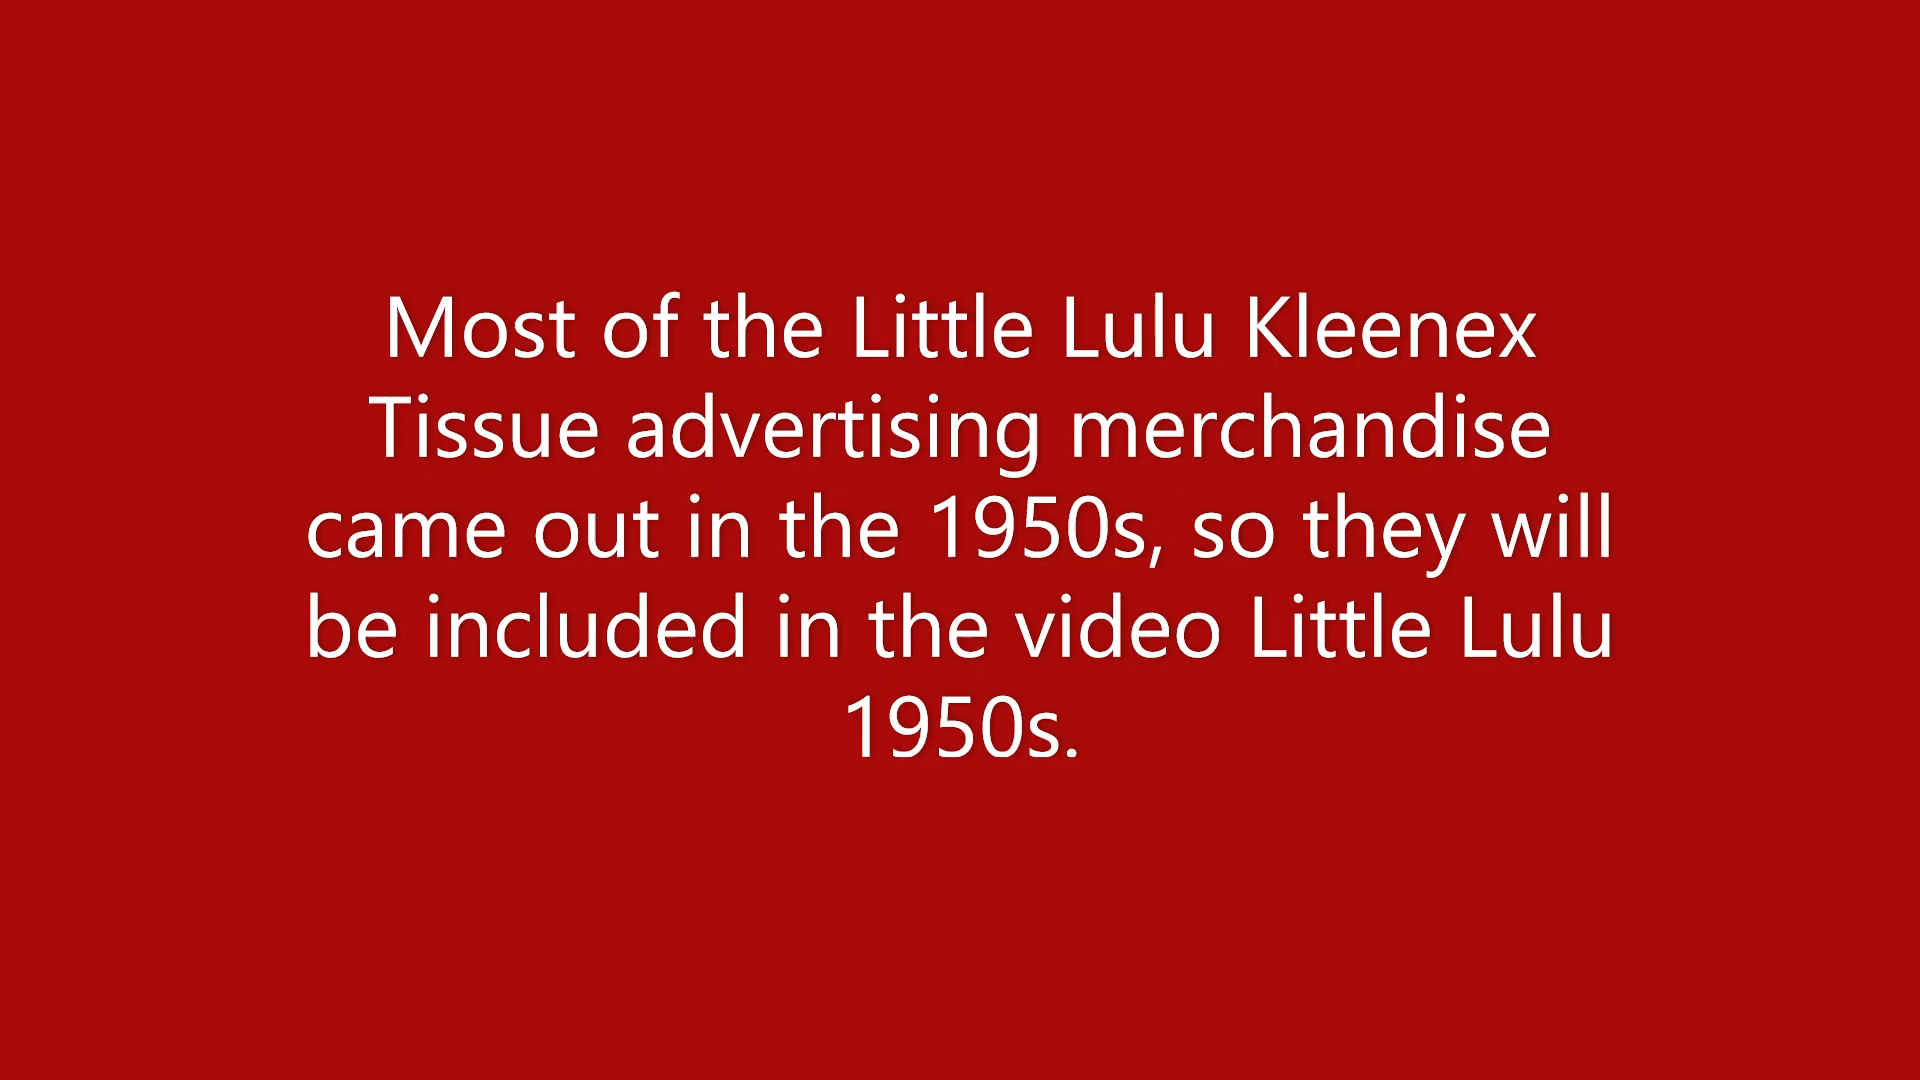 Most of the Little Lulu Kleenex
Tissue advertising merchandise
came out in the 1950s, so they will
be included in the video Little Lulu
1950s.